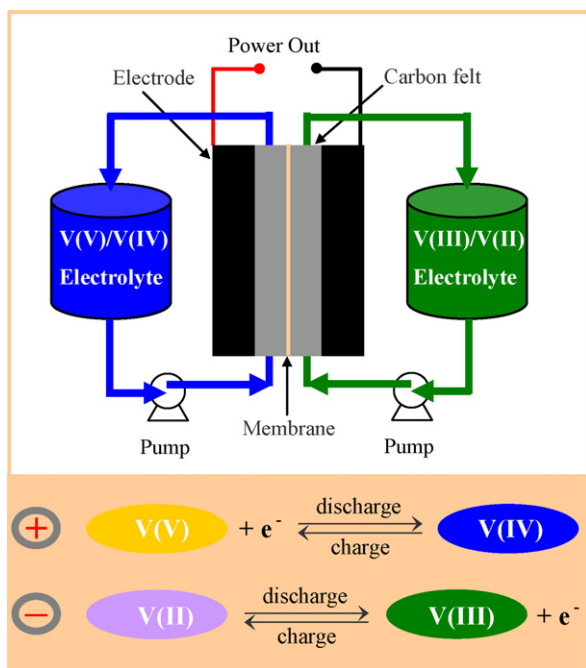 Power Out
Electrode
Carbon felt
V(V)/V(IV)
Electrolyte
V(III)/V(II)
Electrolyte
Pump
Membrane
Pump
+ V(V) + e⁻ discharge charge V(IV)
− V(II) discharge charge V(III) + e⁻